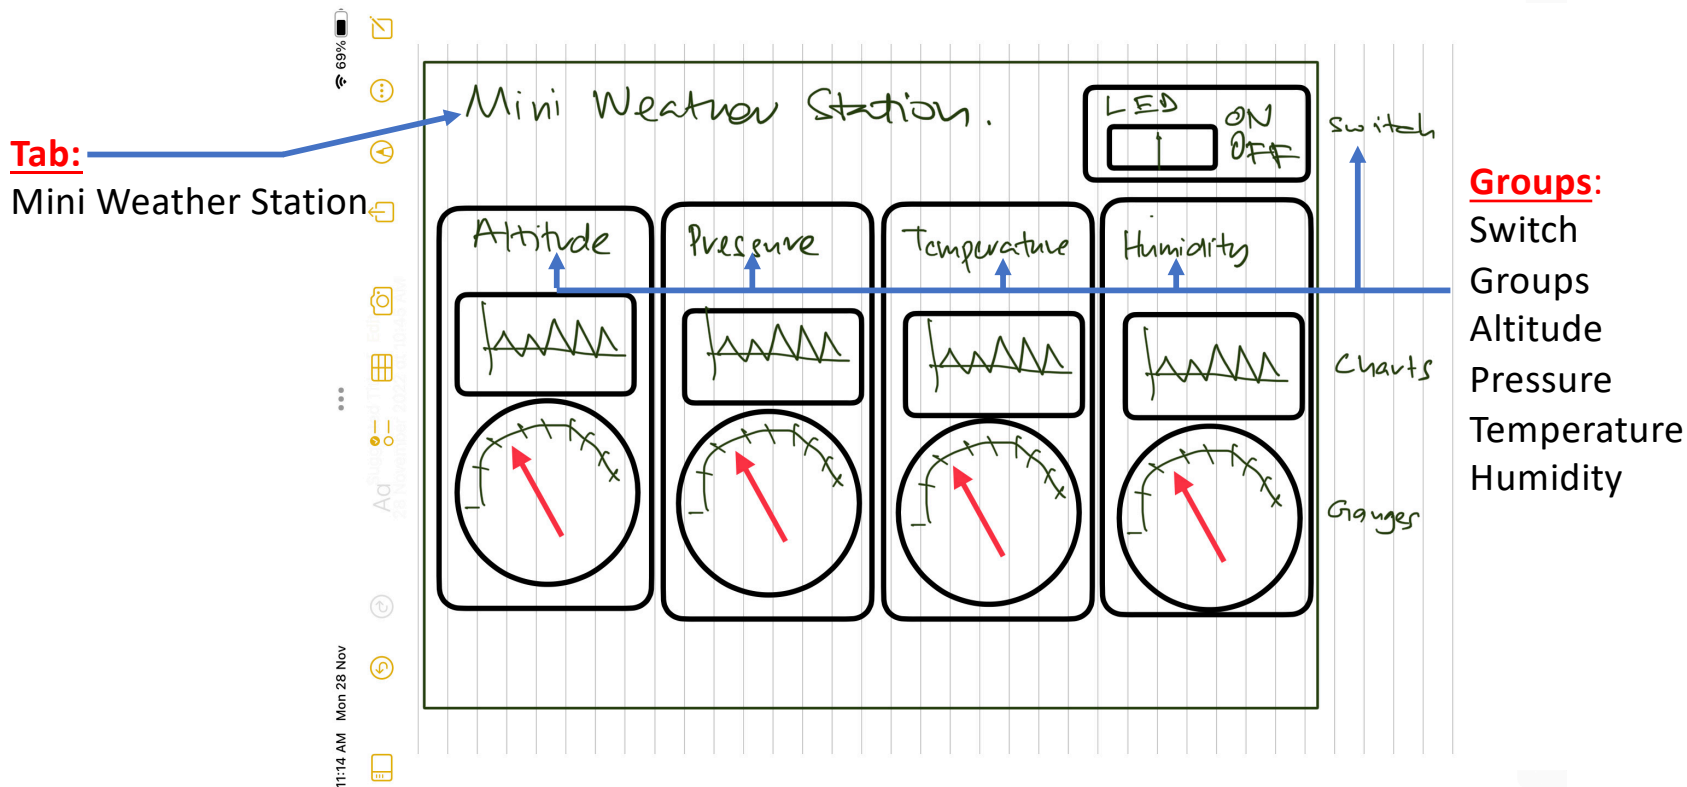 69%
Mini Weather Station.
LED
ON
OFF
Switch
Tab:
Mini Weather Station
Groups:
Switch
Groups
Altitude
Pressure
Temperature
Humidity
Altitude
Pressure
Temperature
Humidity
Charts
Gauges
Aa
11:14 AM Mon 28 Nov